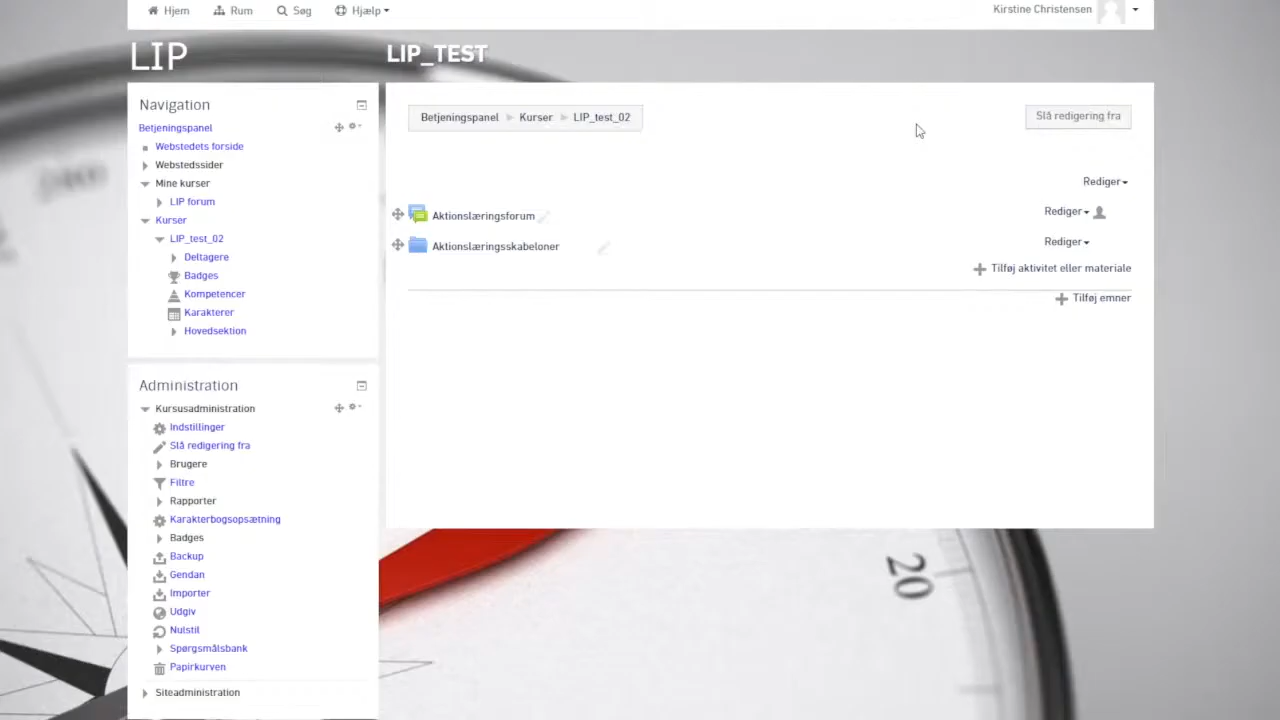 Hjem Rum Søg Hjælp Kirstine Christensen
LIP LIP_TEST
Navigation
Betjeningspanel
Webstedets forside
Webstedssider
Mine kurser
LIP forum
Kurser
LIP_test_02
Deltagere
Badges
Kompetencer
Karakterer
Hovedsektion
Administration
Kursusadministration
Indstillinger
Slå redigering fra
Brugere
Filtre
Rapporter
Karakterbogsopsætning
Badges
Backup
Gendan
Importer
Udgiv
Nulstil
Spørgsmålsbank
Papirkurven
Siteadministration
Betjeningspanel Kurser LIP_test_02 Slå redigering fra
Rediger
Aktionslæringsforum Rediger
Aktionslæringsskabeloner Rediger
Tilføj aktivitet eller materiale
Tilføj emner
20